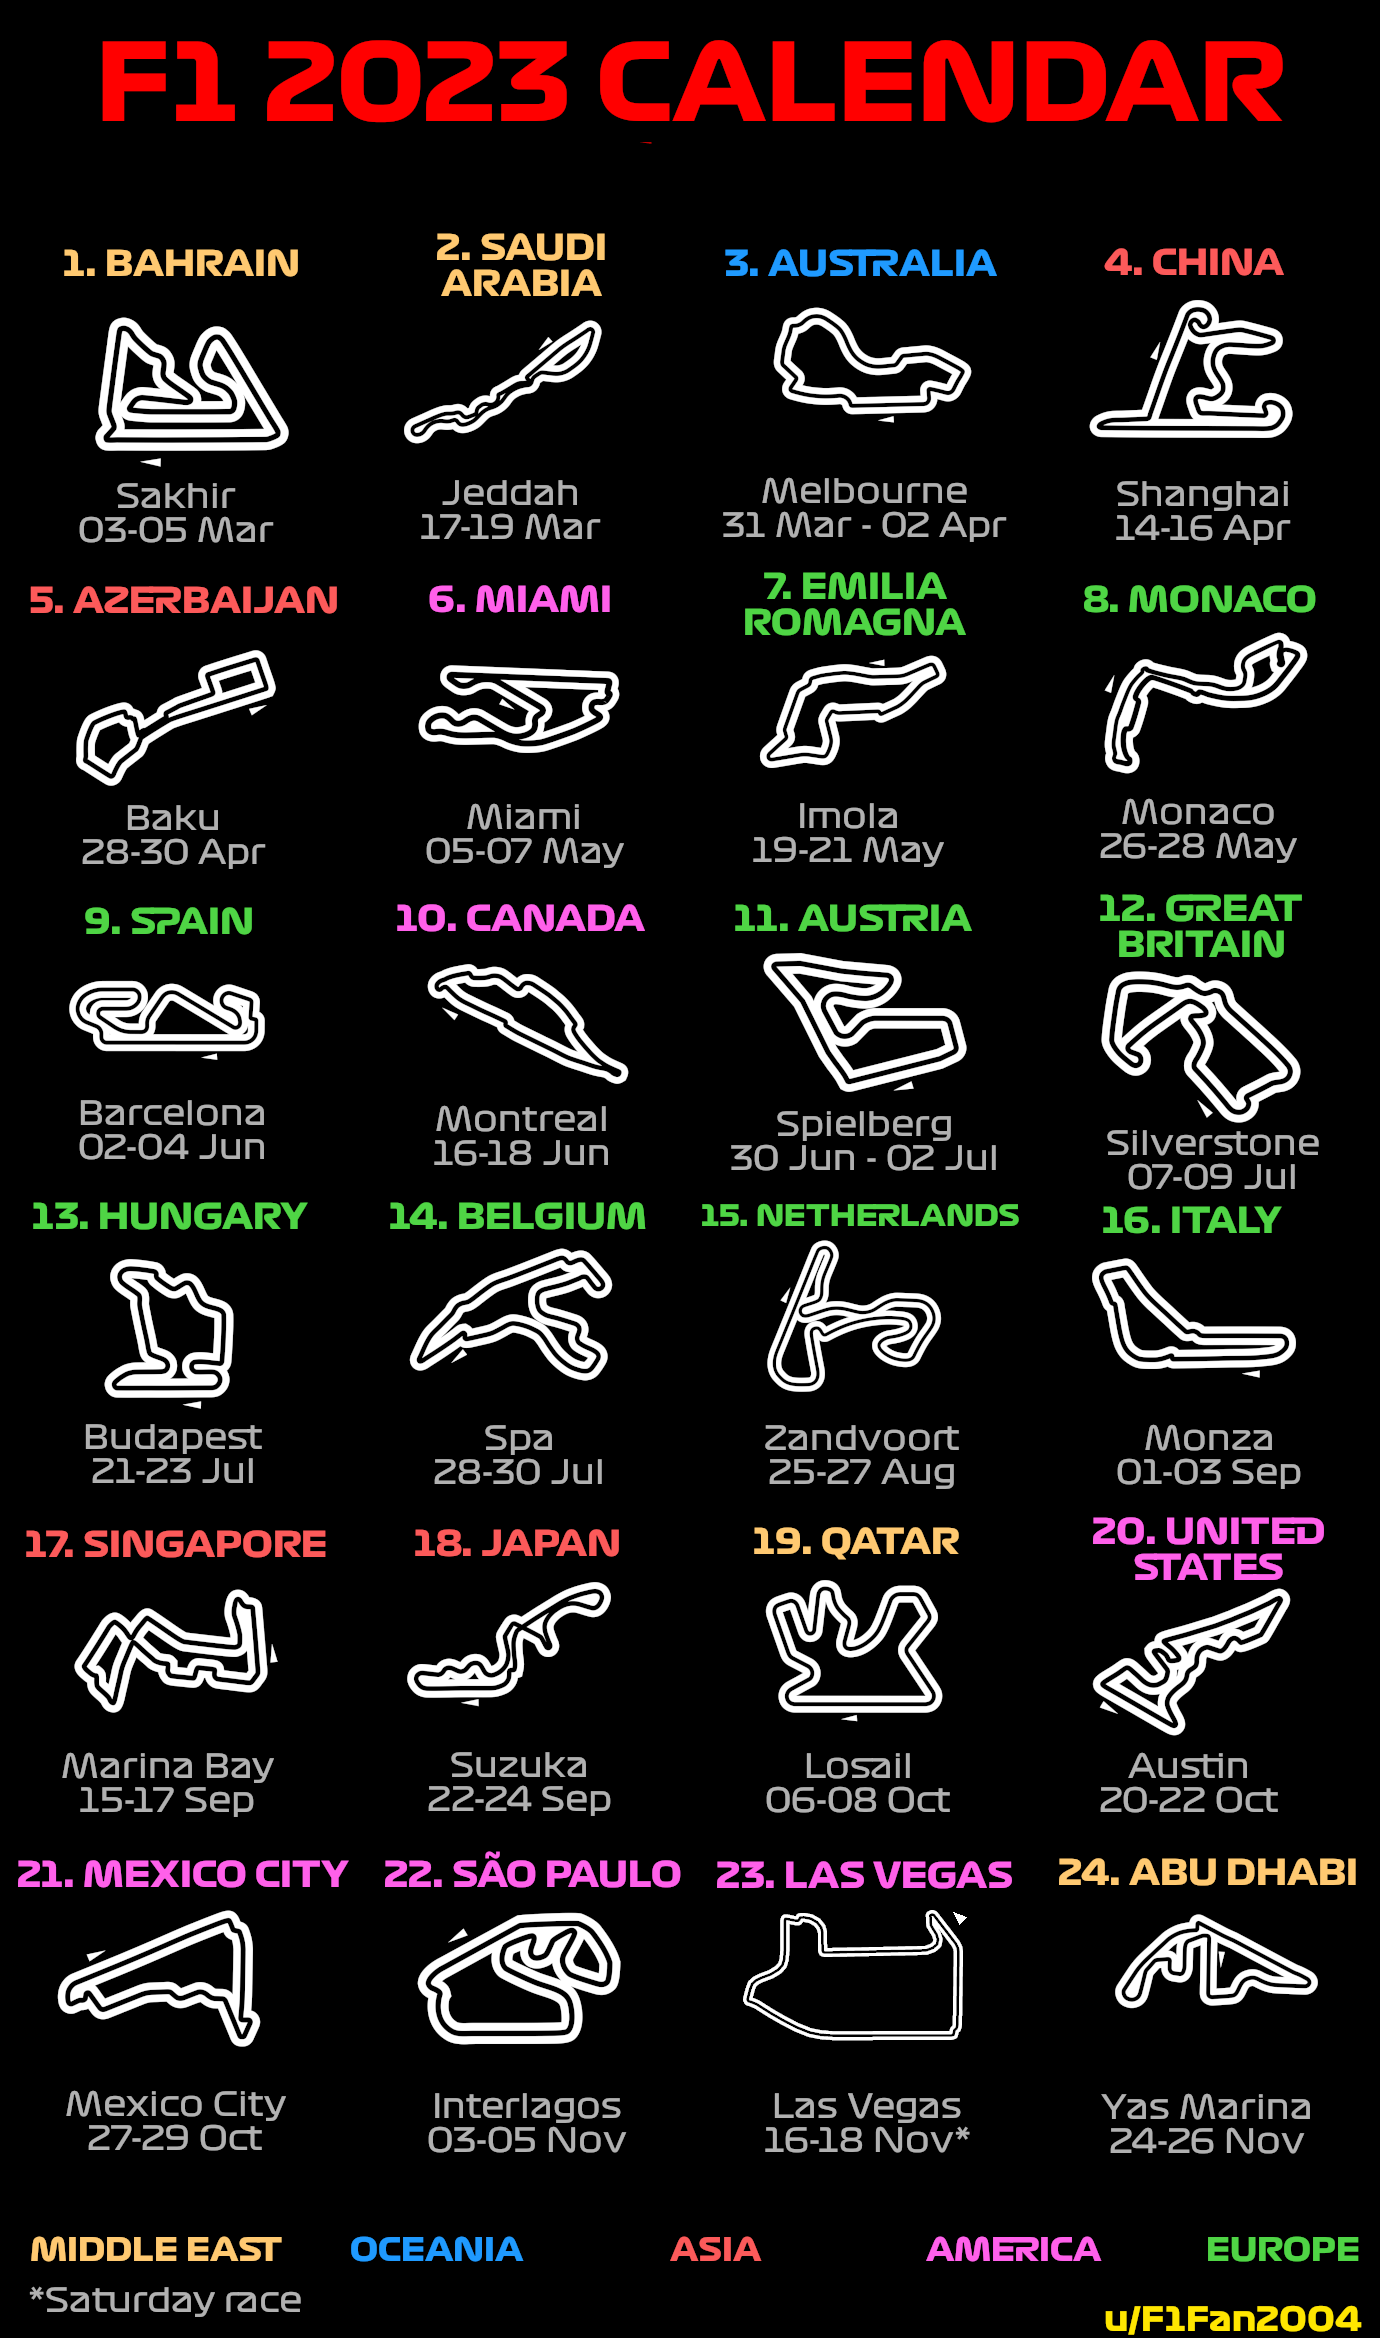 F1 2023 CALENDAR
1. BAHRAIN
Sakhir
03-05 Mar
2. SAUDI
ARABIA
Jeddah
17-19 Mar
3. AUSTRALIA
Melbourne
31 Mar - 02 Apr
4. CHINA
Shanghai
14-16 Apr
5. AZERBAIJAN
Baku
28-30 Apr
6. MIAMI
Miami
05-07 May
7. EMILIA
ROMAGNA
Imola
19-21 May
8. MONACO
Monaco
26-28 May
9. SPAIN
Barcelona
02-04 Jun
10. CANADA
Montreal
16-18 Jun
11. AUSTRIA
Spielberg
30 Jun - 02 Jul
12. GREAT
BRITAIN
Silverstone
07-09 Jul
13. HUNGARY
Budapest
21-23 Jul
14. BELGIUM
Spa
28-30 Jul
15. NETHERLANDS
Zandvoort
25-27 Aug
16. ITALY
Monza
01-03 Sep
17. SINGAPORE
Marina Bay
15-17 Sep
18. JAPAN
Suzuka
22-24 Sep
19. QATAR
Losail
06-08 Oct
20. UNITED
STATES
Austin
20-22 Oct
21. MEXICO CITY
Mexico City
27-29 Oct
22. SÃO PAULO
Interlagos
03-05 Nov
23. LAS VEGAS
Las Vegas
16-18 Nov*
24. ABU DHABI
Yas Marina
24-26 Nov
MIDDLE EAST
OCEANIA
ASIA
AMERICA
EUROPE
*Saturday race
u/F1Fan2004